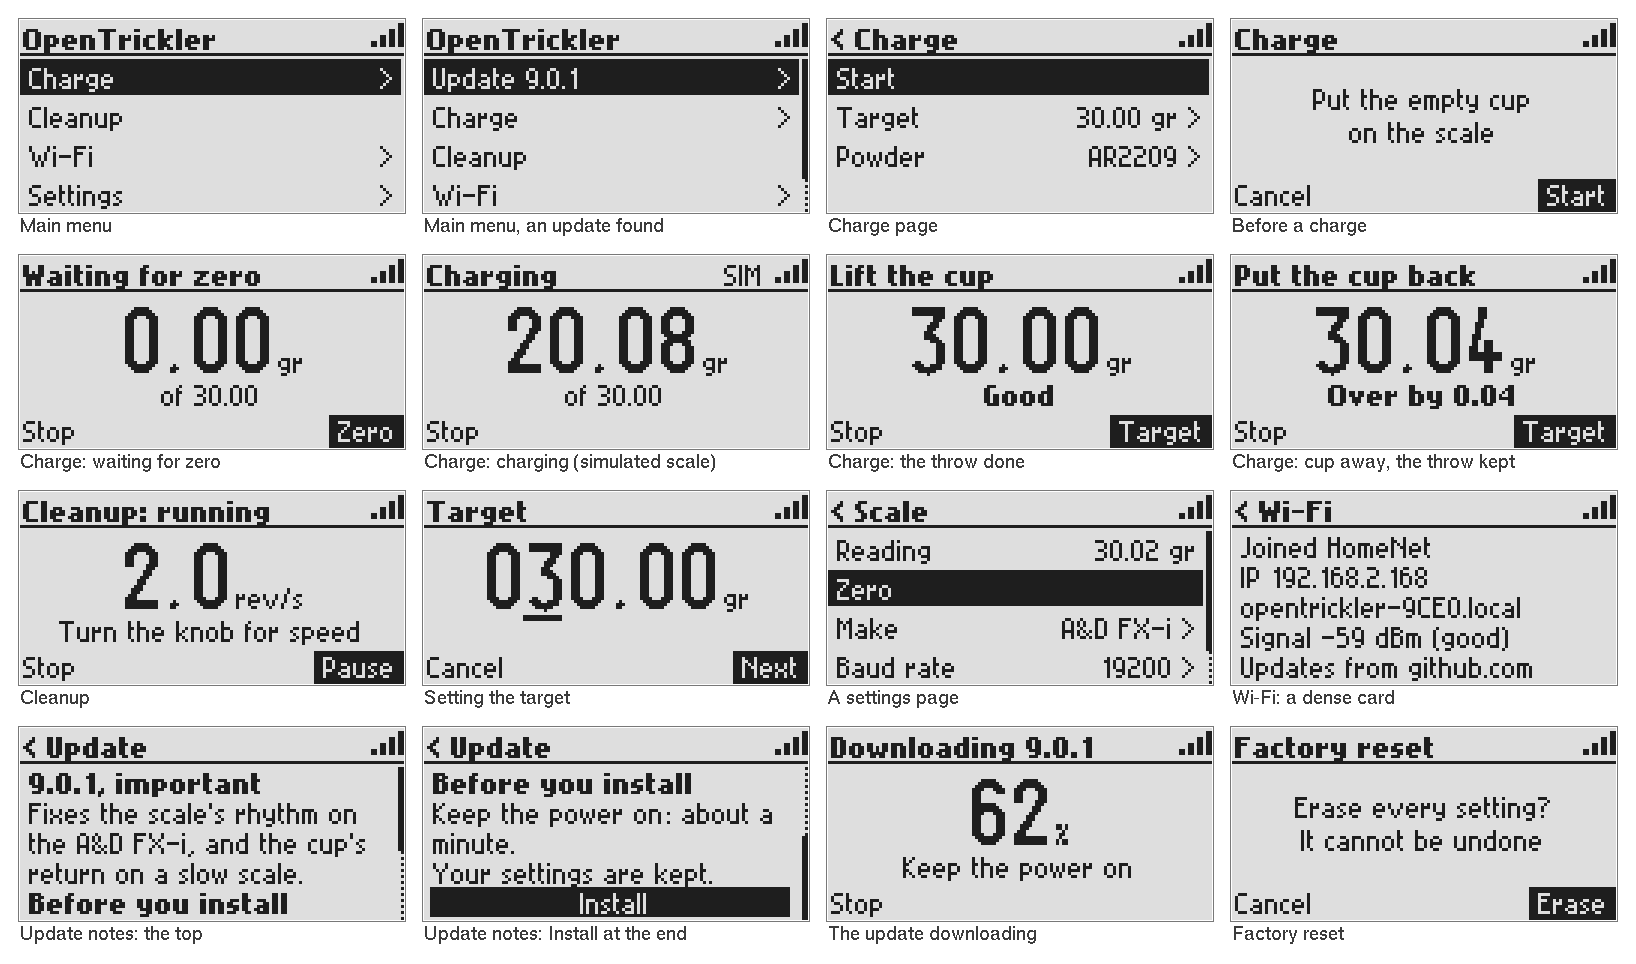 OpenTrickler
Charge >
Cleanup
Wi-Fi >
Settings >
Main menu
OpenTrickler
Update 9.0.1 >
Charge >
Cleanup
Wi-Fi >
Main menu, an update found
< Charge
Start
Target 30.00 gr >
Powder AR2209 >
Charge page
Charge
Put the empty cup
on the scale
Cancel Start
Before a charge
Waiting for zero
0.00 gr
of 30.00
Stop Zero
Charge: waiting for zero
Charging SIM
20.08 gr
of 30.00
Stop
Charge: charging (simulated scale)
Lift the cup
30.00 gr
Good
Stop Target
Charge: the throw done
Put the cup back
30.04 gr
Over by 0.04
Stop Target
Charge: cup away, the throw kept
Cleanup: running
2.0 rev/s
Turn the knob for speed
Stop Pause
Cleanup
Target
030.00 gr
Cancel Next
Setting the target
< Scale
Reading 30.02 gr
Zero
Make A&D FX-i >
Baud rate 19200 >
A settings page
< Wi-Fi
Joined HomeNet
IP 192.168.2.168
opentrickler-9CE0.local
Signal -59 dBm (good)
Updates from github.com
Wi-Fi: a dense card
< Update
9.0.1, important
Fixes the scale's rhythm on
the A&D FX-i, and the cup's
return on a slow scale.
Before you install
Update notes: the top
< Update
Before you install
Keep the power on: about a
minute.
Your settings are kept.
Install
Update notes: Install at the end
Downloading 9.0.1
62 %
Keep the power on
Stop
The update downloading
Factory reset
Erase every setting?
It cannot be undone
Cancel Erase
Factory reset